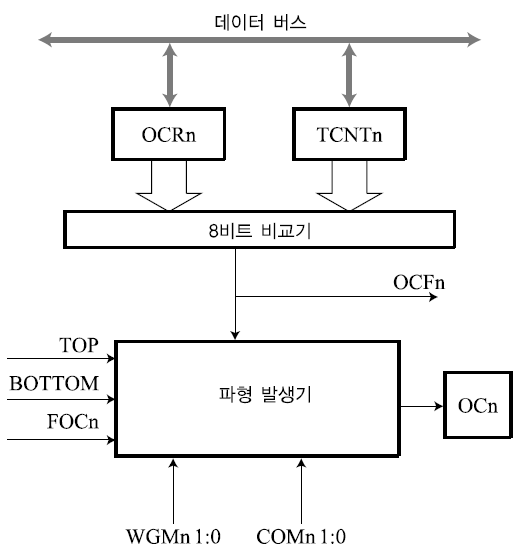 데이터 버스
OCRn
TCNTn
8비트 비교기
OCFn
TOP
BOTTOM
FOCn
파형 발생기
OCn
WGMn 1:0
COMn 1:0